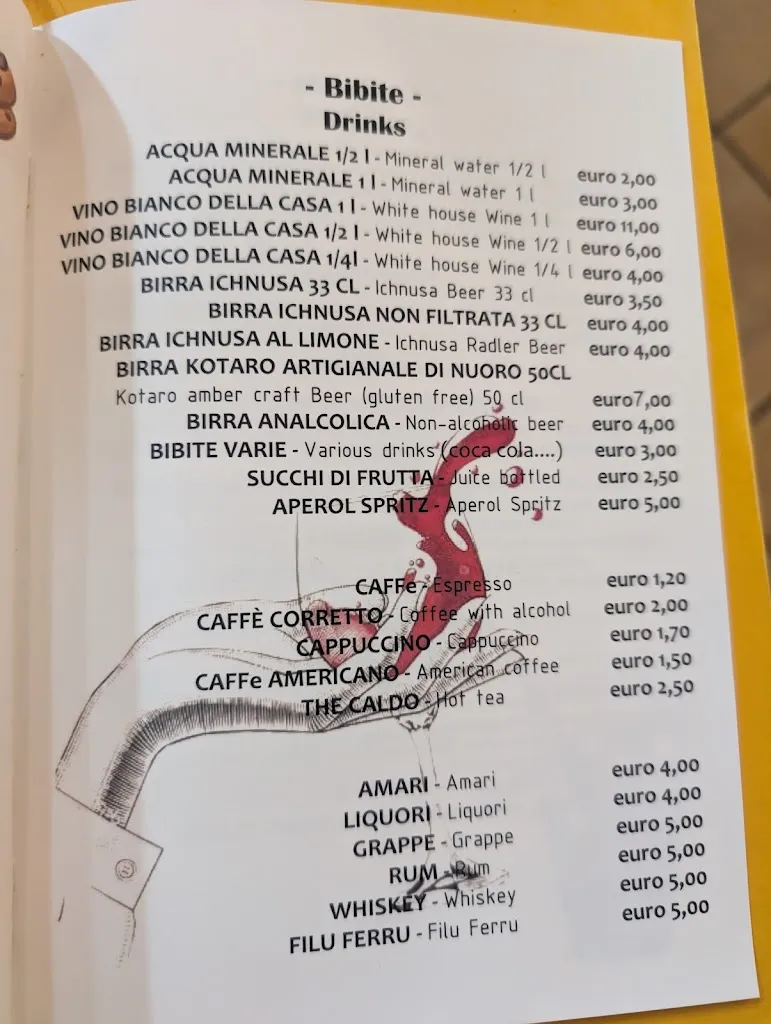 - Bibite -
Drinks
ACQUA MINERALE 1/2 l - Mineral water 1/2 l euro 2,00
ACQUA MINERALE 1 l - Mineral water 1 l euro 3,00
VINO BIANCO DELLA CASA 1 l - White house Wine 1 l euro 11,00
VINO BIANCO DELLA CASA 1/2 l - White house Wine 1/2 l euro 6,00
VINO BIANCO DELLA CASA 1/4l - White house Wine 1/4 l euro 4,00
BIRRA ICHNUSA 33 CL - Ichnusa Beer 33 cl euro 3,50
BIRRA ICHNUSA NON FILTRATA 33 CL euro 4,00
BIRRA ICHNUSA AL LIMONE - Ichnusa Radler Beer euro 4,00
BIRRA KOTARO ARTIGIANALE DI NUORO 50CL
Kotaro amber craft Beer (gluten free) 50 cl euro7,00
BIRRA ANALCOLICA - Non-alcoholic beer euro 4,00
BIBITE VARIE - Various drinks (coca cola....) euro 3,00
SUCCHI DI FRUTTA - Juice bottled euro 2,50
APEROL SPRITZ - Aperol Spritz euro 5,00
CAFFe - Espresso euro 1,20
CAFFÈ CORRETTO - Coffee with alcohol euro 2,00
CAPPUCCINO - Cappuccino euro 1,70
CAFFe AMERICANO - American coffee euro 1,50
THE CALDO - Hot tea euro 2,50
AMARI - Amari euro 4,00
LIQUORI - Liquori euro 4,00
GRAPPE - Grappe euro 5,00
RUM - Rum euro 5,00
WHISKEY - Whiskey euro 5,00
FILU FERRU - Filu Ferru euro 5,00